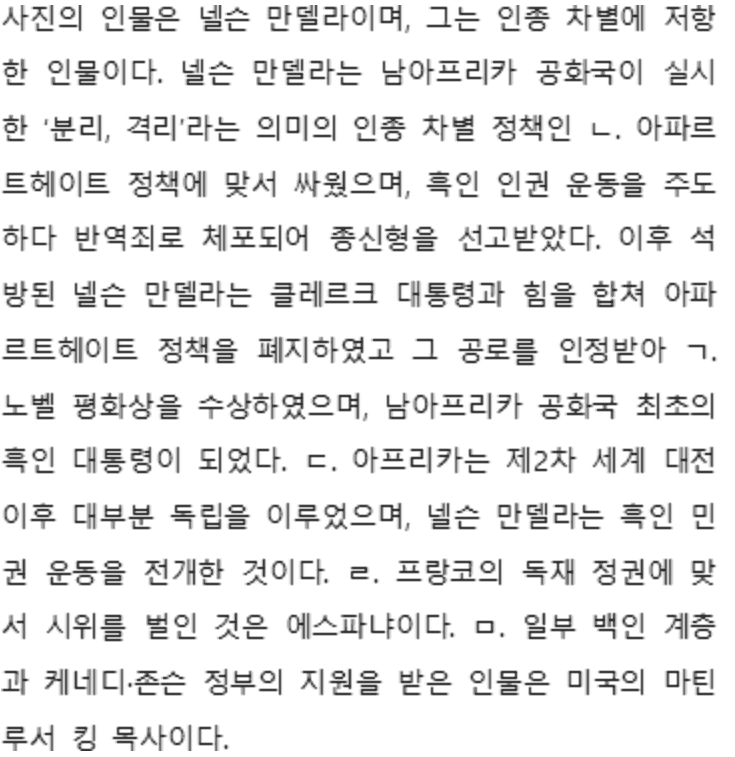 사진의 인물은 넬슨 만델라이며, 그는 인종 차별에 저항
한 인물이다. 넬슨 만델라는 남아프리카 공화국이 실시
한 ‘분리, 격리’라는 의미의 인종 차별 정책인 ㄴ. 아파르
트헤이트 정책에 맞서 싸웠으며, 흑인 인권 운동을 주도
하다 반역죄로 체포되어 종신형을 선고받았다. 이후 석
방된 넬슨 만델라는 클레르크 대통령과 힘을 합쳐 아파
르트헤이트 정책을 폐지하였고 그 공로를 인정받아 ㄱ.
노벨 평화상을 수상하였으며, 남아프리카 공화국 최초의
흑인 대통령이 되었다. ㄷ. 아프리카는 제2차 세계 대전
이후 대부분 독립을 이루었으며, 넬슨 만델라는 흑인 민
권 운동을 전개한 것이다. ㄹ. 프랑코의 독재 정권에 맞
서 시위를 벌인 것은 에스파냐이다. ㅁ. 일부 백인 계층
과 케네디·존슨 정부의 지원을 받은 인물은 미국의 마틴
루서 킹 목사이다.